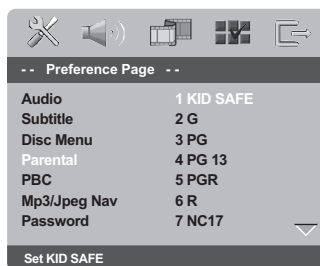 -- Preference Page --
Audio 1 KID SAFE
Subtitle 2 G
Disc Menu 3 PG
Parental 4 PG 13
PBC 5 PGR
Mp3/Jpeg Nav 6 R
Password 7 NC17
Set KID SAFE